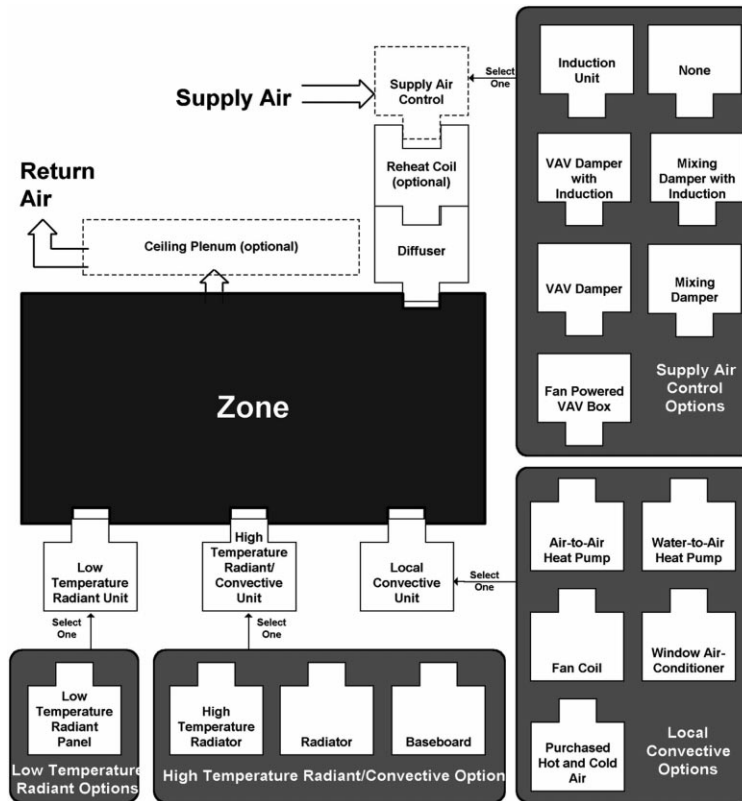 Supply Air
Supply Air
Control
Select
One
Induction
Unit
None
Return
Air
Reheat Coil
(optional)
VAV Damper
with
Induction
Mixing
Damper with
Induction
Ceiling Plenum (optional)
Diffuser
VAV Damper
Mixing
Damper
Zone
Fan Powered
VAV Box
Supply Air
Control
Options
Low
Temperature
Radiant Unit
High
Temperature
Radiant/
Convective
Unit
Local
Convective
Unit
Select
One
Air-to-Air
Heat Pump
Water-to-Air
Heat Pump
Select
One
Select
One
Fan Coil
Window Air-
Conditioner
Low
Temperature
Radiant
Panel
High
Temperature
Radiator
Radiator
Baseboard
Purchased
Hot and Cold
Air
Local
Convective
Options
Low Temperature
Radiant Options
High Temperature Radiant/Convective Option